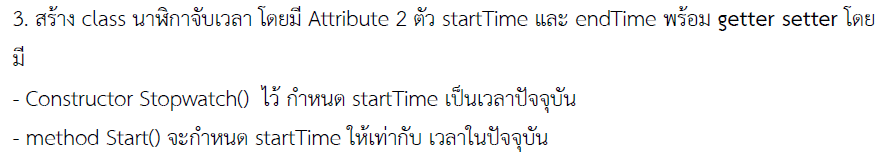 3. สร้าง class นาฬิกาจับเวลา โดยมี Attribute 2 ตัว startTime และ endTime พร้อม getter setter โดย
มี
- Constructor Stopwatch() ไว้ กำหนด startTime เป็นเวลาปัจจุบัน
- method Start() จะกำหนด startTime ให้เท่ากับ เวลาในปัจจุบัน